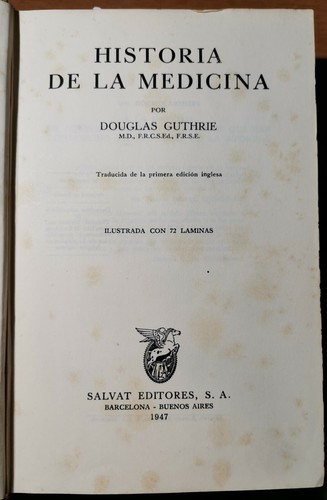 HISTORIA
DE LA MEDICINA
POR
DOUGLAS GUTHRIE
M.D., F.R.C.S.Ed., F.R.S.E.
Traducida de la primera edición inglesa
ILUSTRADA CON 72 LAMINAS
SALVAT EDITORES, S. A.
BARCELONA - BUENOS AIRES
1947